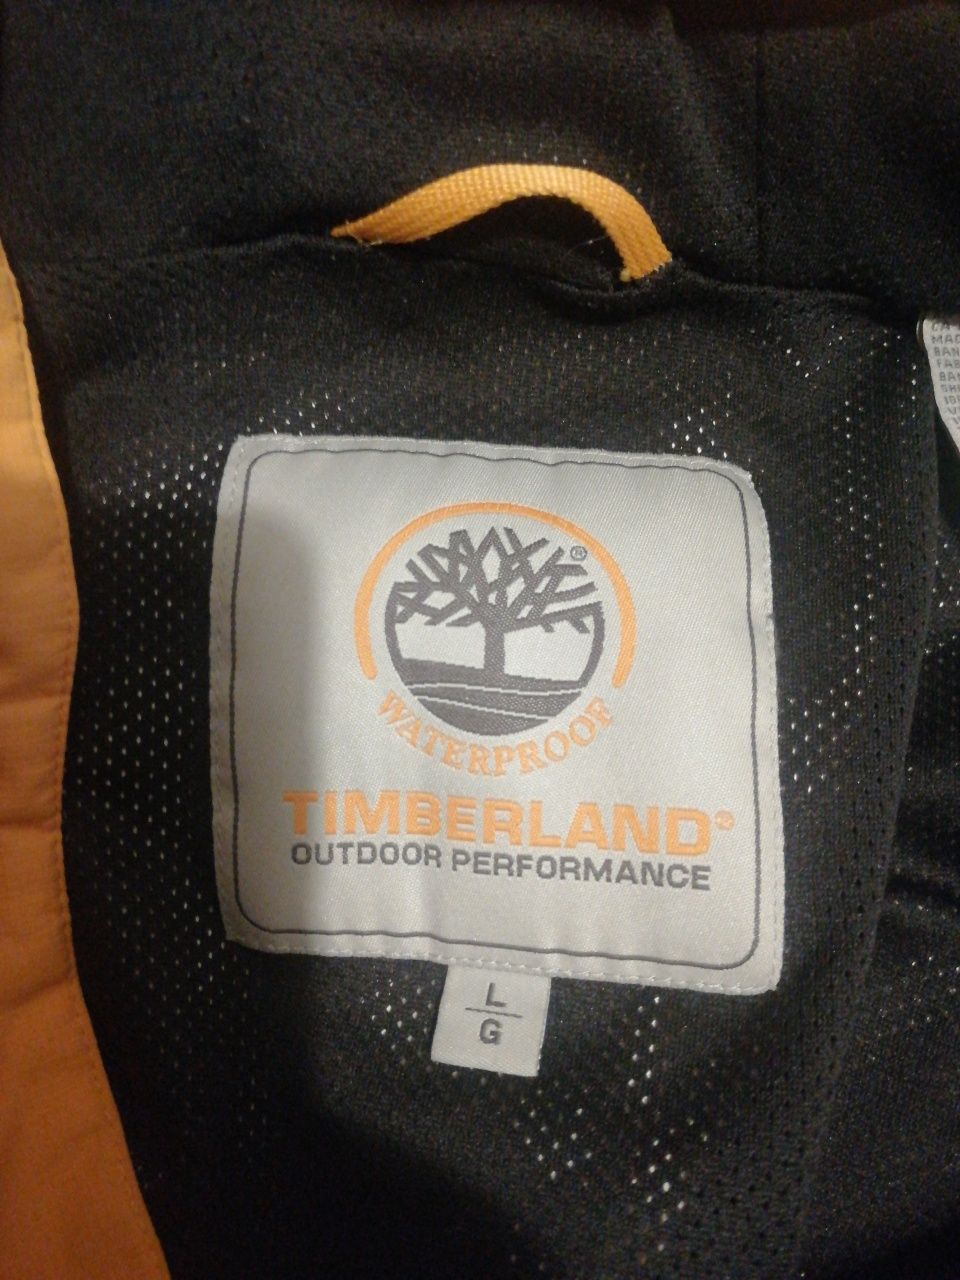 ®
WATERPROOF
TIMBERLAND®
OUTDOOR PERFORMANCE
L
G